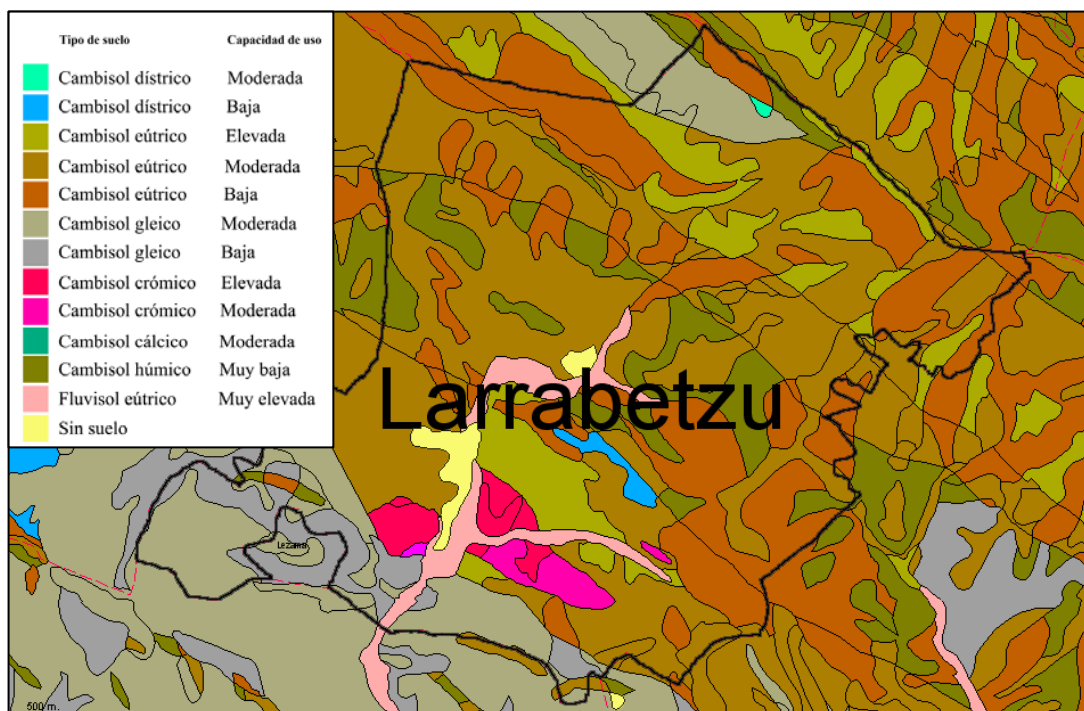 Tipo de suelo Capacidad de uso
Cambisol dístrico Moderada
Cambisol dístrico Baja
Cambisol eútrico Elevada
Cambisol eútrico Moderada
Cambisol eútrico Baja
Cambisol gleico Moderada
Cambisol gleico Baja
Cambisol crómico Elevada
Cambisol crómico Moderada
Cambisol cálcico Moderada
Cambisol húmico Muy baja
Fluvisol eútrico Muy elevada
Sin suelo
Larrabetzu
Lezama
500 m.